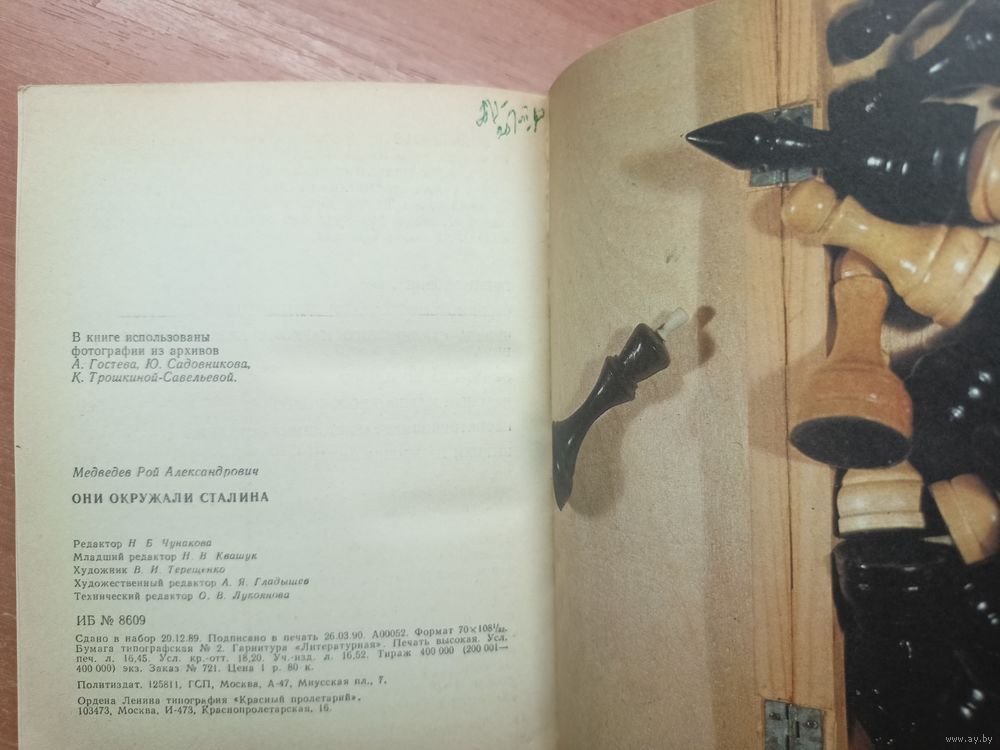 В книге использованы
фотографии из архивов
А. Гостева, Ю. Садовникова,
К. Трошкиной-Савельевой.
Медведев Рой Александрович
ОНИ ОКРУЖАЛИ СТАЛИНА
Редактор Н. Б. Чунакова
Младший редактор Н. В. Квашук
Художник В. И. Терещенко
Художественный редактор А. Я. Гладышев
Технический редактор О. В. Лукоянова
ИБ № 8609
Сдано в набор 20.12.89. Подписано в печать 26.03.90. А00052. Формат 70×108¹/₃₂.
Бумага типографская № 2. Гарнитура «Литературная». Печать высокая. Усл.
печ. л. 16,45. Усл. кр.-отт. 18,20. Уч.-изд. л. 16,52. Тираж 400 000 (200 001—
400 000) экз. Заказ № 721. Цена 1 р. 80 к.
Политиздат. 125811, ГСП, Москва, А-47, Миусская пл., 7.
Ордена Ленина типография «Красный пролетарий».
103473, Москва, И-473, Краснопролетарская, 16.
www.ay.by